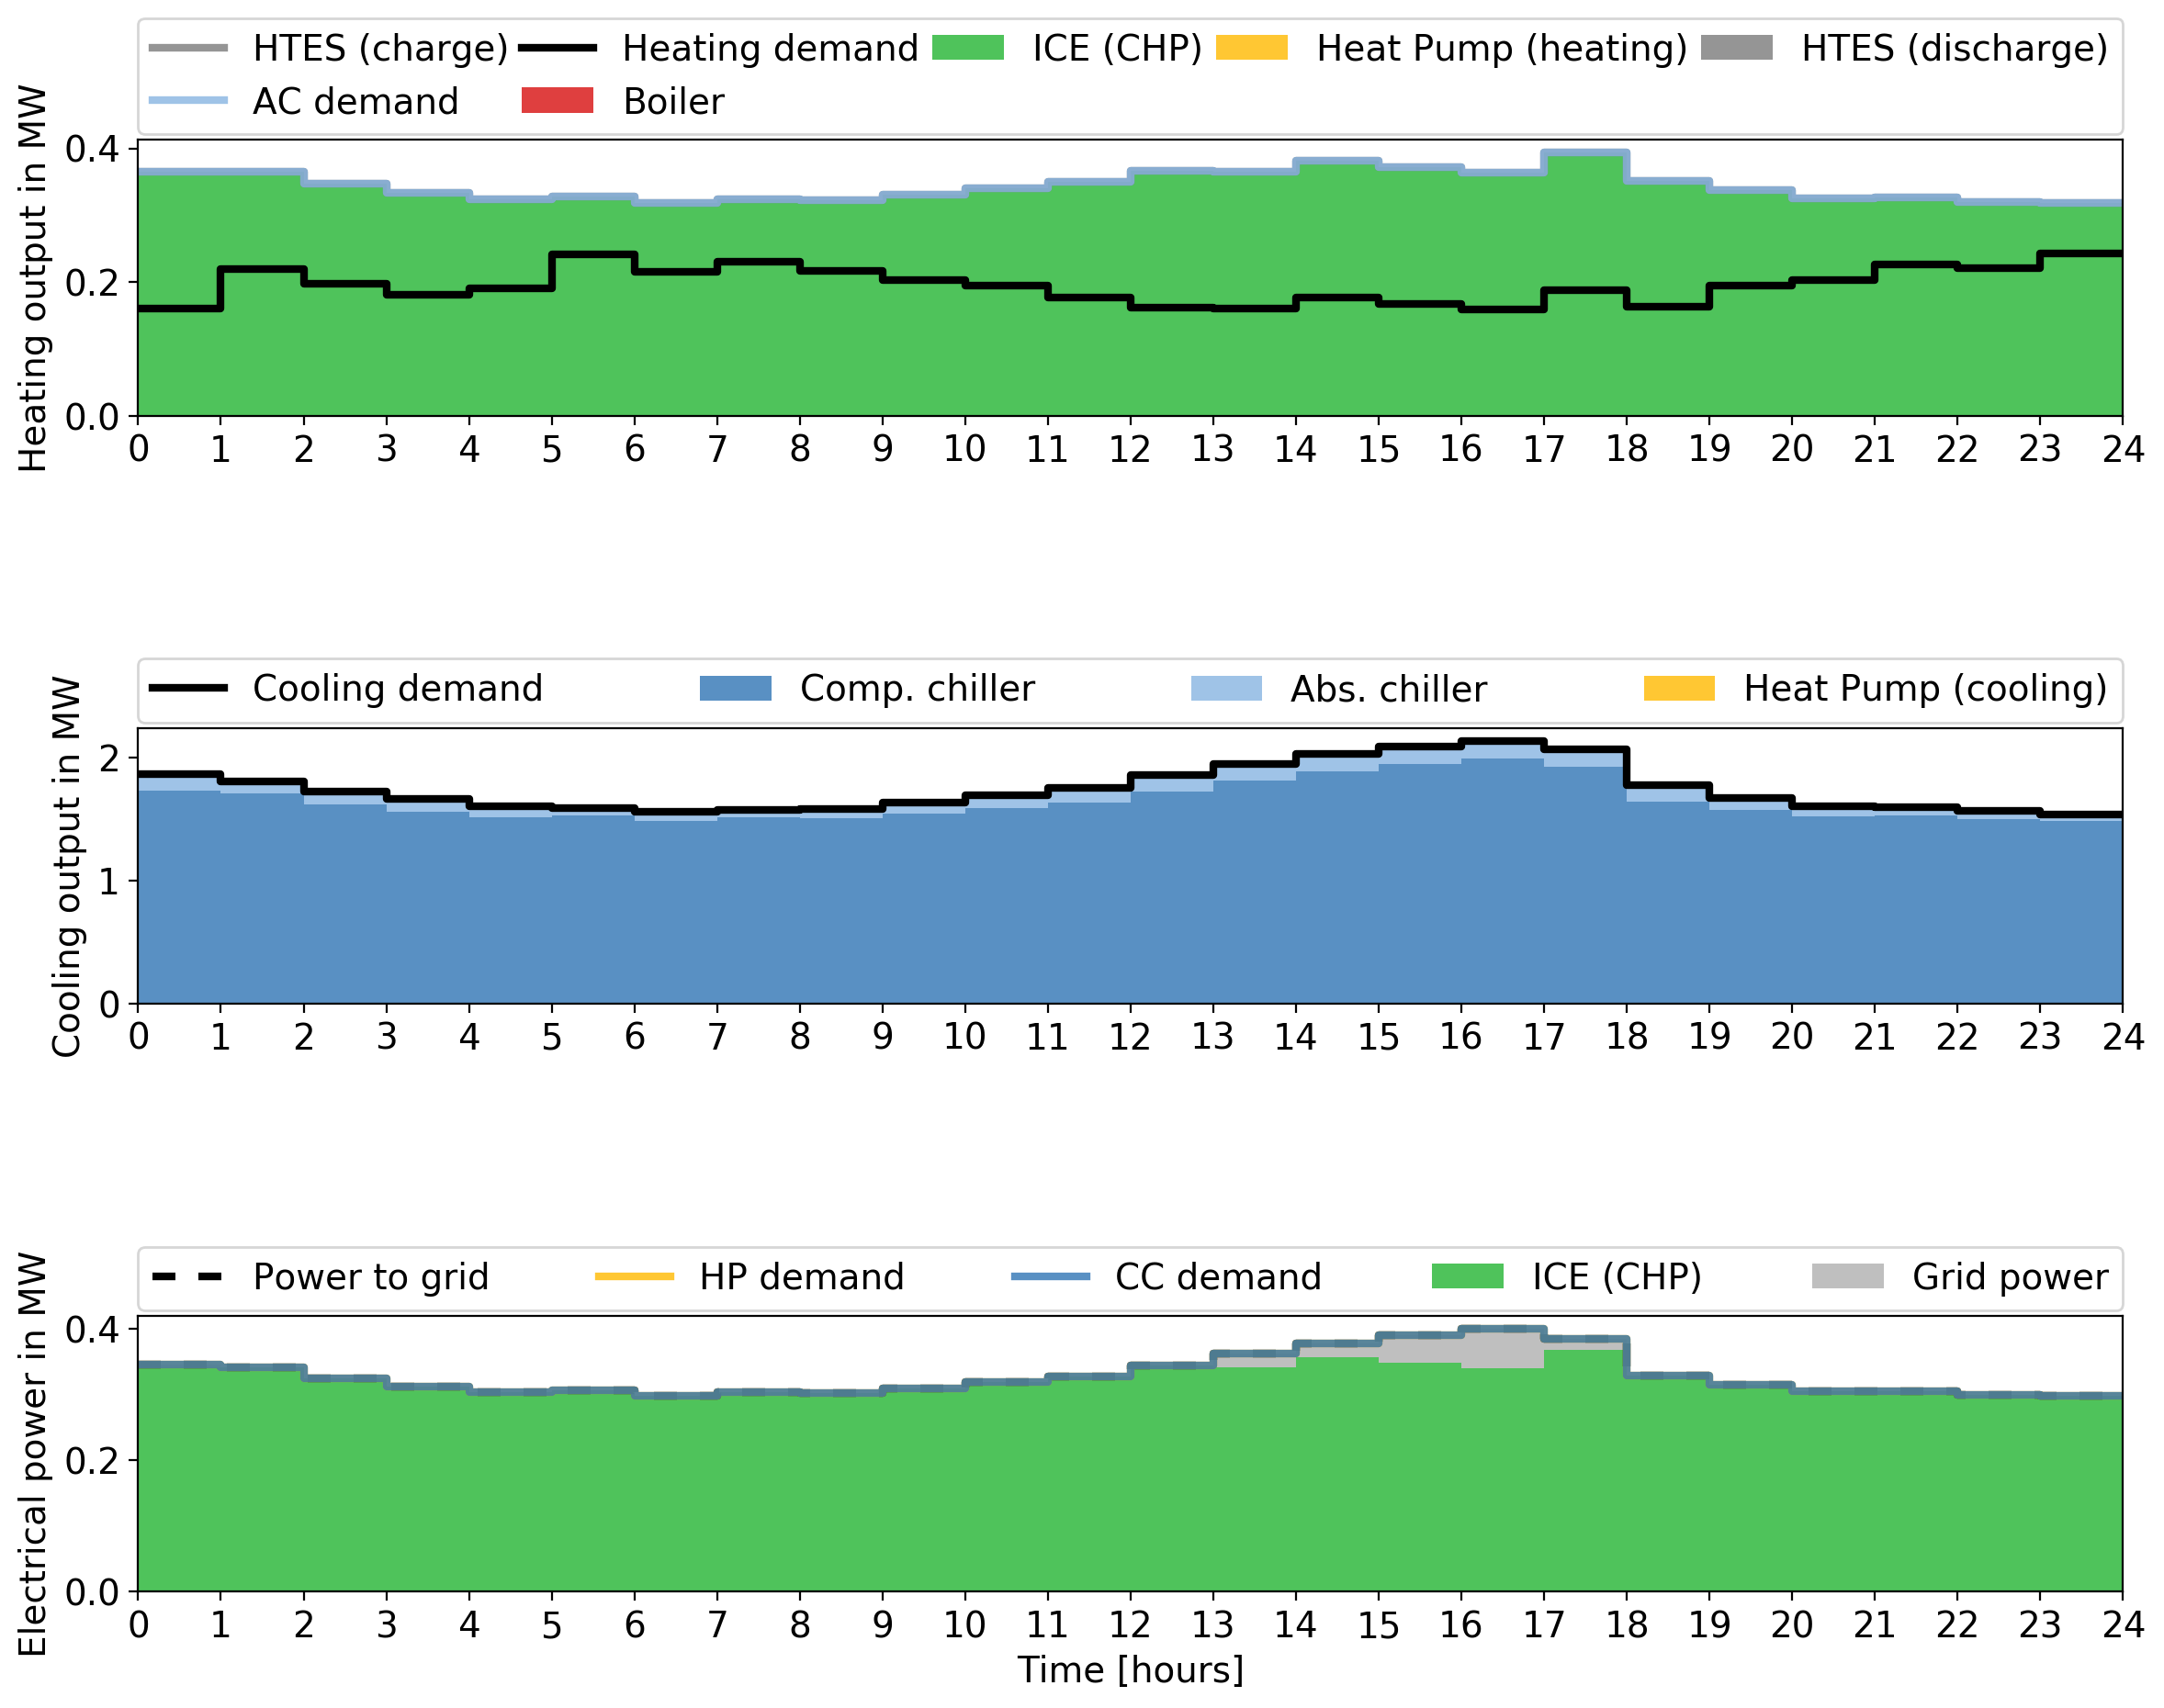 HTES (charge) Heating demand ICE (CHP) Heat Pump (heating) HTES (discharge)
AC demand Boiler
Heating output in MW
0.4
0.2
0.0
0 1 2 3 4 5 6 7 8 9 10 11 12 13 14 15 16 17 18 19 20 21 22 23 24
Cooling demand Comp. chiller Abs. chiller Heat Pump (cooling)
Cooling output in MW
2
1
0
0 1 2 3 4 5 6 7 8 9 10 11 12 13 14 15 16 17 18 19 20 21 22 23 24
Power to grid HP demand CC demand ICE (CHP) Grid power
Electrical power in MW
0.4
0.2
0.0
0 1 2 3 4 5 6 7 8 9 10 11 12 13 14 15 16 17 18 19 20 21 22 23 24
Time [hours]